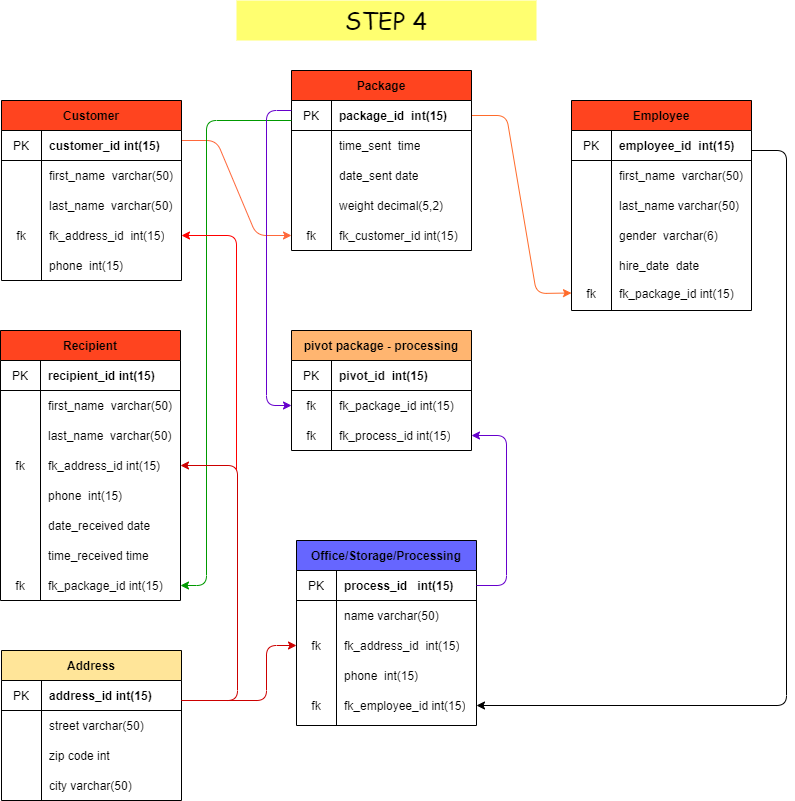 STEP 4
Customer
PK customer_id int(15)
first_name varchar(50)
last_name varchar(50)
fk fk_address_id int(15)
phone int(15)
Package
PK package_id int(15)
time_sent time
date_sent date
weight decimal(5,2)
fk fk_customer_id int(15)
Employee
PK employee_id int(15)
first_name varchar(50)
last_name varchar(50)
gender varchar(6)
hire_date date
fk fk_package_id int(15)
Recipient
PK recipient_id int(15)
first_name varchar(50)
last_name varchar(50)
fk fk_address_id int(15)
phone int(15)
date_received date
time_received time
fk fk_package_id int(15)
pivot package - processing
PK pivot_id int(15)
fk fk_package_id int(15)
fk fk_process_id int(15)
Office/Storage/Processing
PK process_id int(15)
name varchar(50)
fk fk_address_id int(15)
phone int(15)
fk fk_employee_id int(15)
Address
PK address_id int(15)
street varchar(50)
zip code int
city varchar(50)